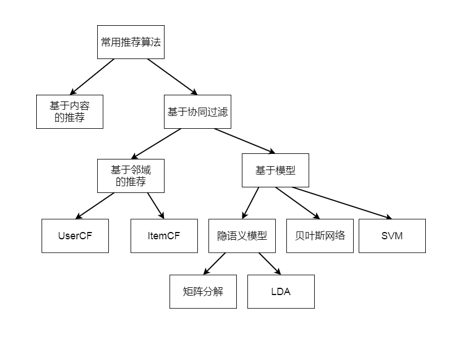 常用推荐算法
基于内容
的推荐
基于协同过滤
基于邻域
的推荐
基于模型
UserCF
ItemCF
隐语义模型
贝叶斯网络
SVM
矩阵分解
LDA